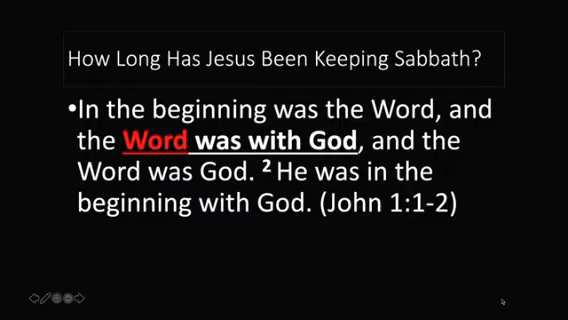 How Long Has Jesus Been Keeping Sabbath?
•In the beginning was the Word, and
the Word was with God, and the
Word was God. ² He was in the
beginning with God. (John 1:1-2)